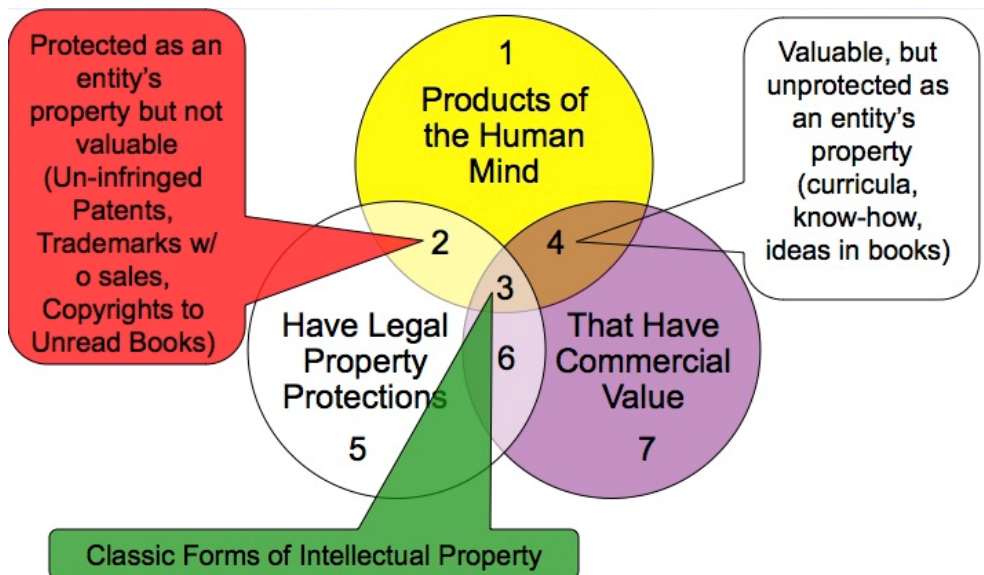 Protected as an
entity's
property but not
valuable
(Un-infringed
Patents,
Trademarks w/
o sales,
Copyrights to
Unread Books)
1
Products of
the Human
Mind
Valuable, but
unprotected as
an entity's
property
(curricula,
know-how,
ideas in books)
2
4
3
Have Legal
Property
Protections
5
6
That Have
Commercial
Value
7
Classic Forms of Intellectual Property